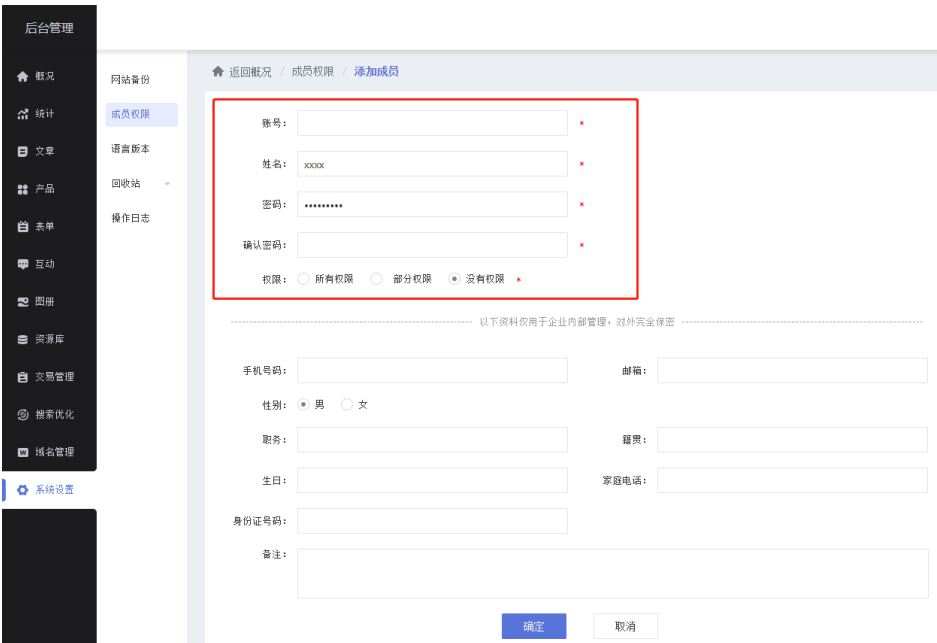 后台管理
概况
统计
文章
产品
表单
互动
图册
资源库
交易管理
搜索优化
域名管理
系统设置
网站备份
成员权限
语言版本
回收站
操作日志
返回概况 / 成员权限 / 添加成员
账号: *
姓名: xxxx *
密码: ••••••••• *
确认密码: *
权限: 所有权限 部分权限 没有权限 *
以下资料仅用于企业内部管理，对外完全保密
手机号码: 邮箱:
性别: 男 女
职务: 籍贯:
生日: 家庭电话:
身份证号码:
备注:
确定 取消